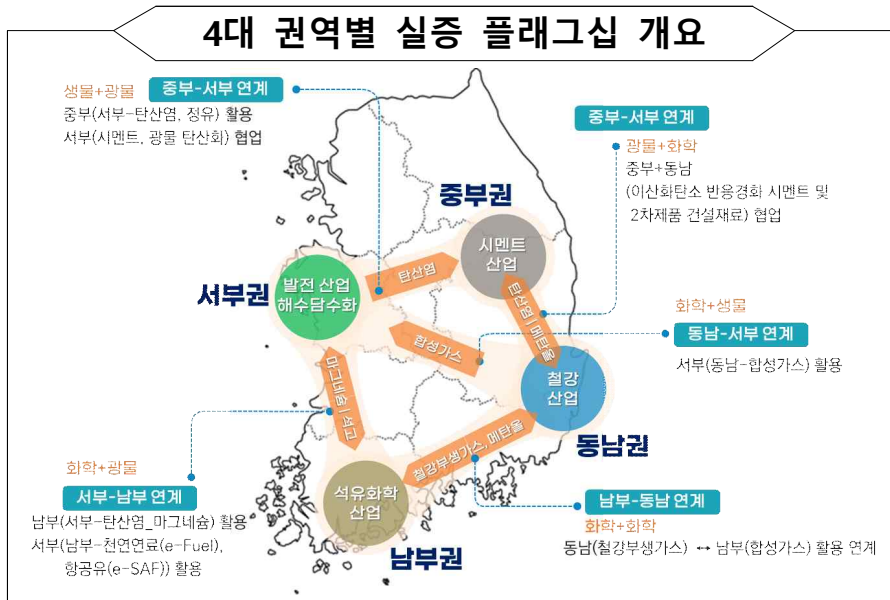 4대 권역별 실증 플래그십 개요
생물+광물 중부-서부 연계
중부(서부-탄산염, 정유) 활용
서부(시멘트, 광물 탄산화) 협업
중부-서부 연계
광물+화학
중부+동남
(이산화탄소 반응경화 시멘트 및
2차제품 건설재료) 협업
중부권
시멘트
산업
서부권
발전 산업
해수담수화
탄산염
탄산염 | 메탄올
합성가스
화학+생물
동남-서부 연계
서부(동남-합성가스) 활용
철강
산업
동남권
마그네슘 | 석고
철강부생가스, 메탄올
화학+광물
서부-남부 연계
남부(서부-탄산염_마그네슘) 활용
서부(남부-천연연료(e-Fuel),
항공유(e-SAF)) 활용
석유화학
산업
남부권
남부-동남 연계
화학+화학
동남(철강부생가스) ↔ 남부(합성가스) 활용 연계